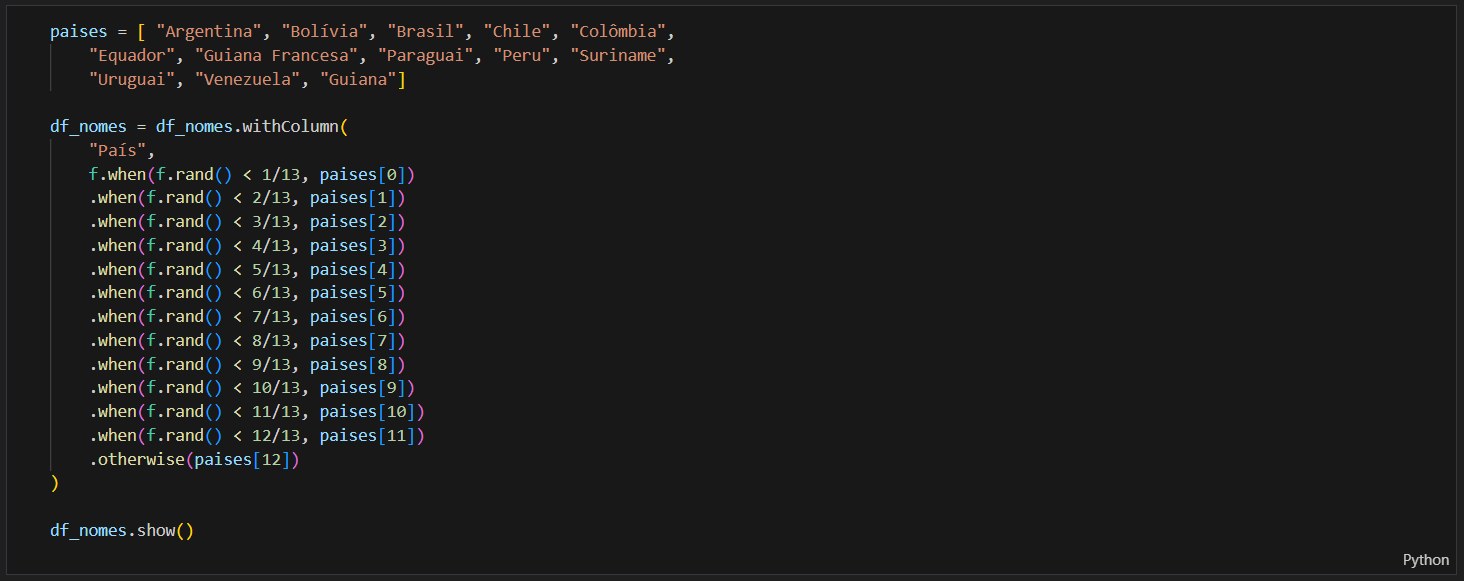 paises = [ "Argentina", "Bolívia", "Brasil", "Chile", "Colômbia",
    "Equador", "Guiana Francesa", "Paraguai", "Peru", "Suriname",
    "Uruguai", "Venezuela", "Guiana"]
df_nomes = df_nomes.withColumn(
    "País",
    f.when(f.rand() < 1/13, paises[0])
    .when(f.rand() < 2/13, paises[1])
    .when(f.rand() < 3/13, paises[2])
    .when(f.rand() < 4/13, paises[3])
    .when(f.rand() < 5/13, paises[4])
    .when(f.rand() < 6/13, paises[5])
    .when(f.rand() < 7/13, paises[6])
    .when(f.rand() < 8/13, paises[7])
    .when(f.rand() < 9/13, paises[8])
    .when(f.rand() < 10/13, paises[9])
    .when(f.rand() < 11/13, paises[10])
    .when(f.rand() < 12/13, paises[11])
    .otherwise(paises[12])
)
df_nomes.show()
Python